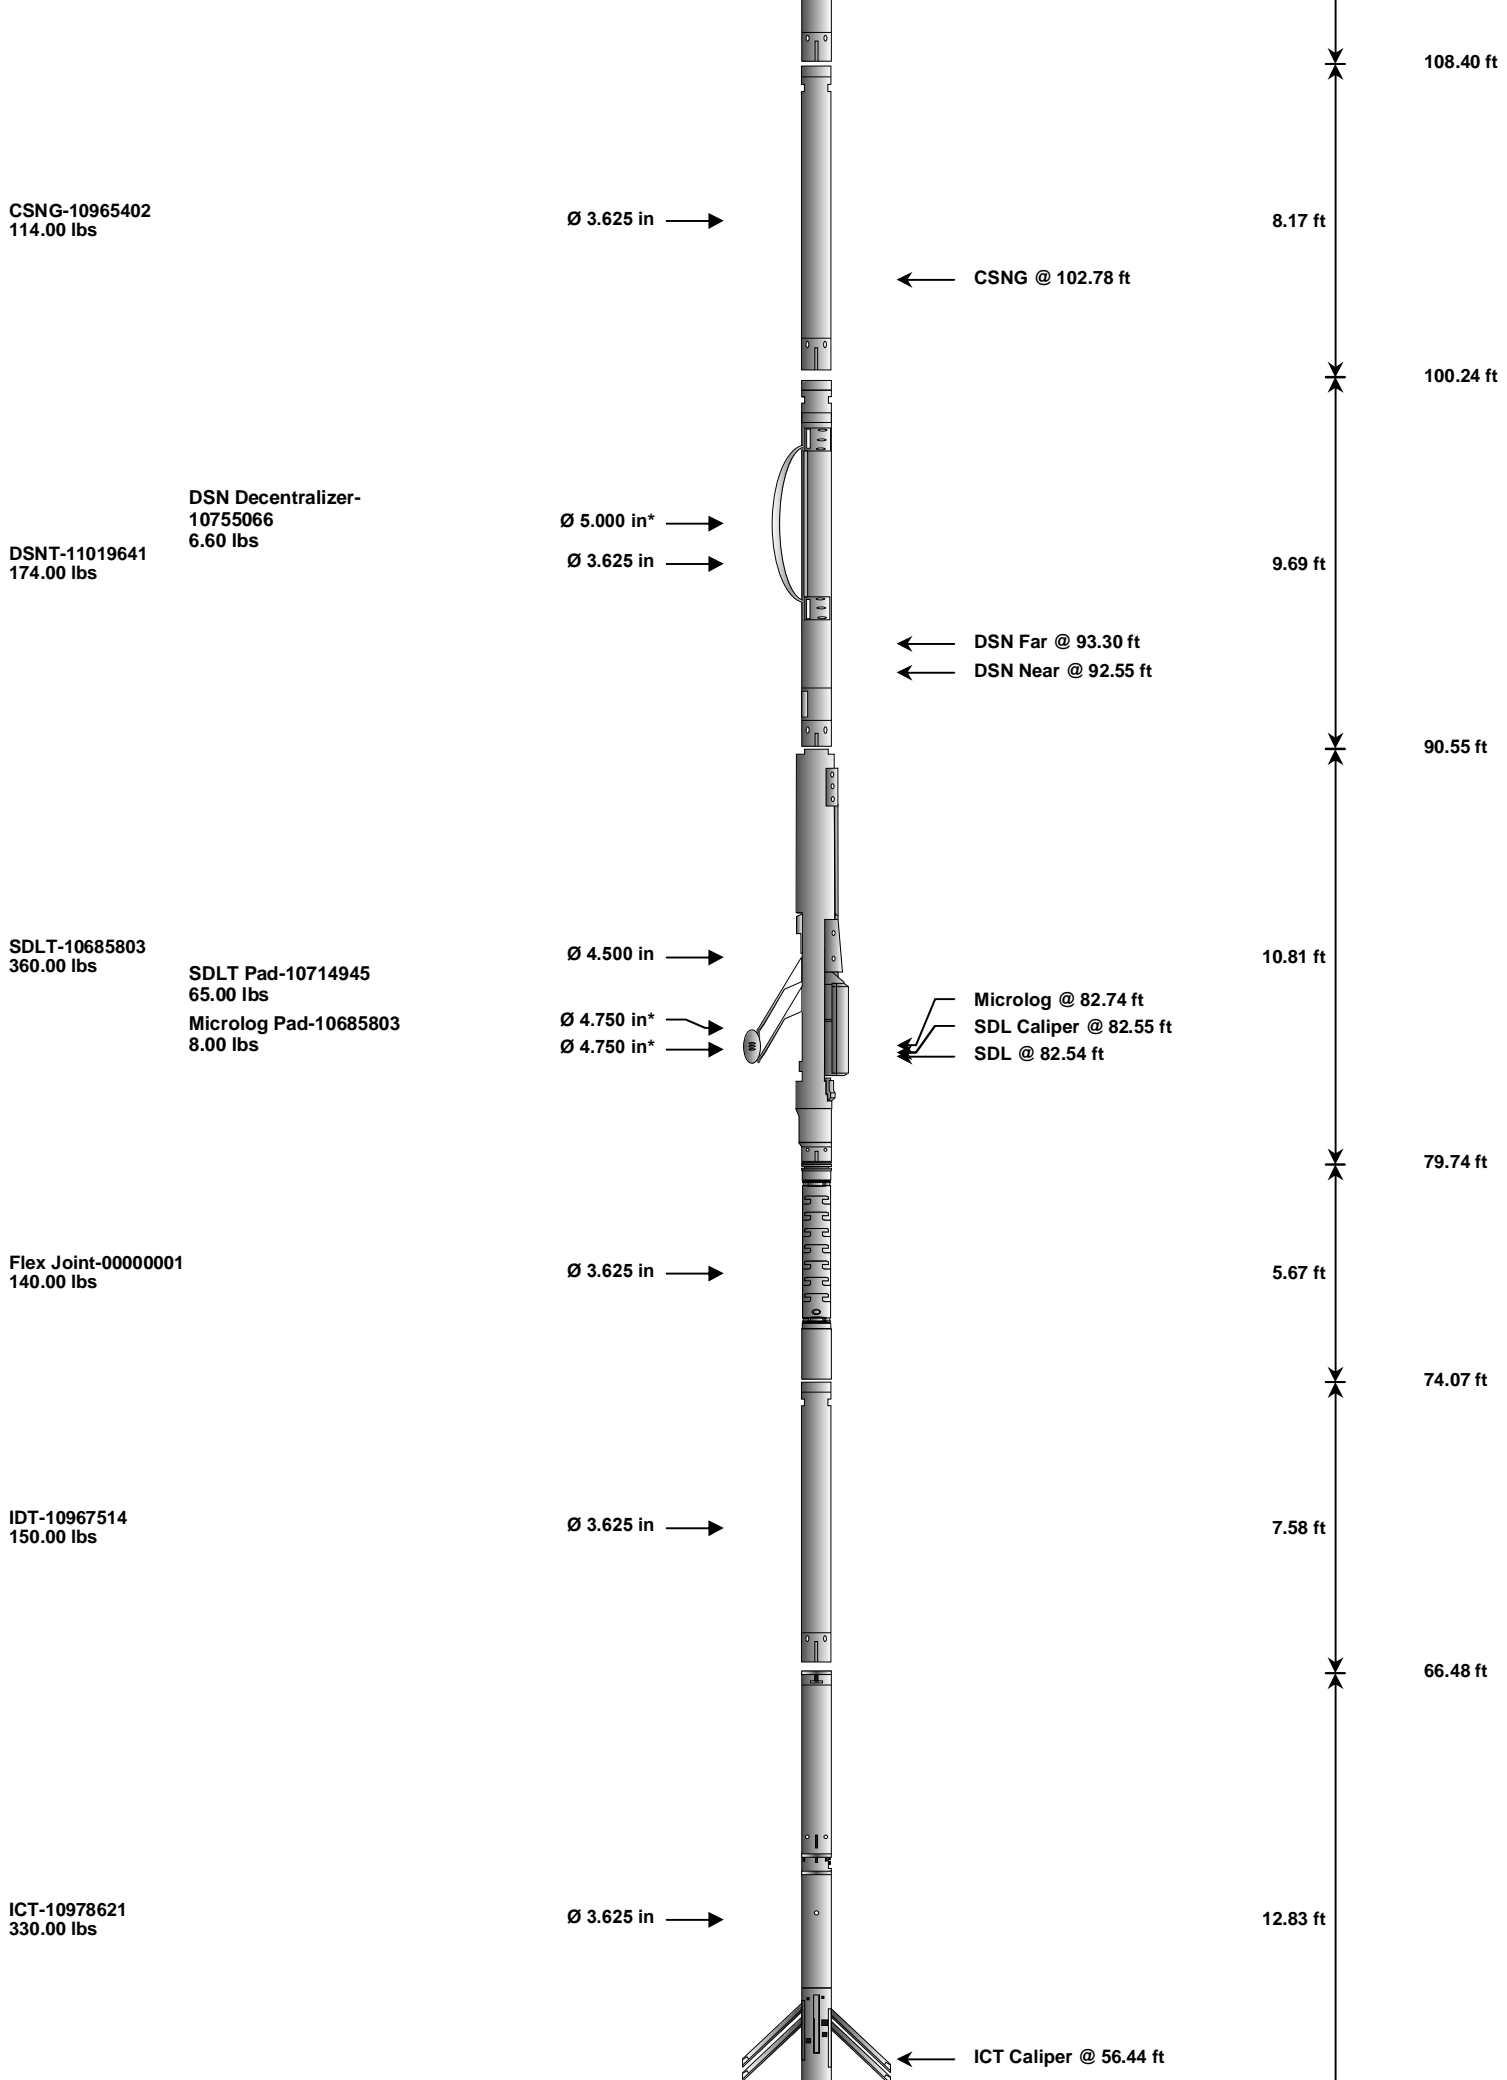 108.40 ft
CSNG-10965402
114.00 lbs
Ø 3.625 in
8.17 ft
CSNG @ 102.78 ft
100.24 ft
DSN Decentralizer-
10755066
6.60 lbs
Ø 5.000 in*
DSNT-11019641
174.00 lbs
Ø 3.625 in
9.69 ft
DSN Far @ 93.30 ft
DSN Near @ 92.55 ft
90.55 ft
SDLT-10685803
360.00 lbs
Ø 4.500 in
10.81 ft
SDLT Pad-10714945
65.00 lbs
Microlog Pad-10685803
8.00 lbs
Ø 4.750 in*
Ø 4.750 in*
Microlog @ 82.74 ft
SDL Caliper @ 82.55 ft
SDL @ 82.54 ft
79.74 ft
Flex Joint-00000001
140.00 lbs
Ø 3.625 in
5.67 ft
74.07 ft
IDT-10967514
150.00 lbs
Ø 3.625 in
7.58 ft
66.48 ft
ICT-10978621
330.00 lbs
Ø 3.625 in
12.83 ft
ICT Caliper @ 56.44 ft